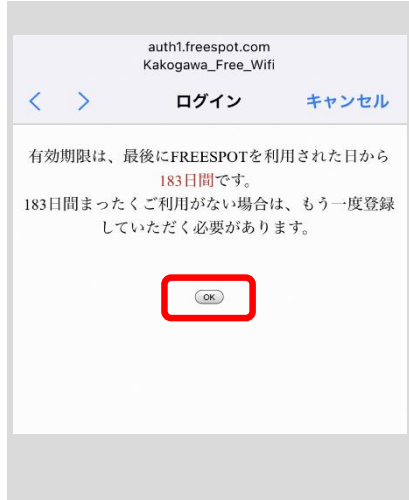 auth1.freespot.com
Kakogawa_Free_Wifi
< > ログイン キャンセル
有効期限は、最後にFREESPOTを利用された日から
183日間です。
183日間まったくご利用がない場合は、もう一度登録
していただく必要があります。
OK